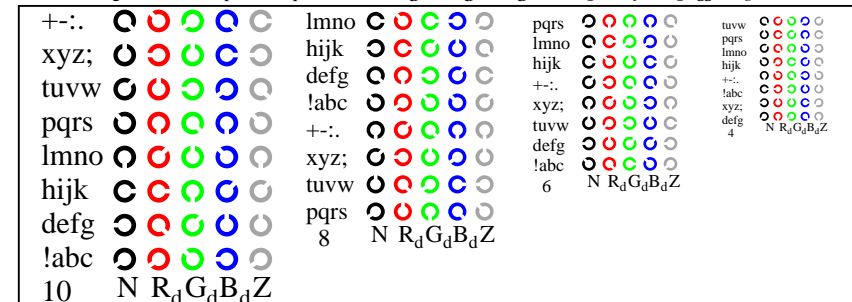 +-:.
xyz;
tuvw
pqrs
lmno
hijk
defg
!abc
10 N RdGdBdZ
lmno
hijk
defg
!abc
+-:.
xyz;
tuvw
pqrs
8 N RdGdBdZ
pqrs
lmno
hijk
+-:.
xyz;
tuvw
defg
!abc
6 N RdGdBdZ
tuvw
pqrs
lmno
hijk
+-:.
!abc
xyz;
defg
4 N RdGdBdZ